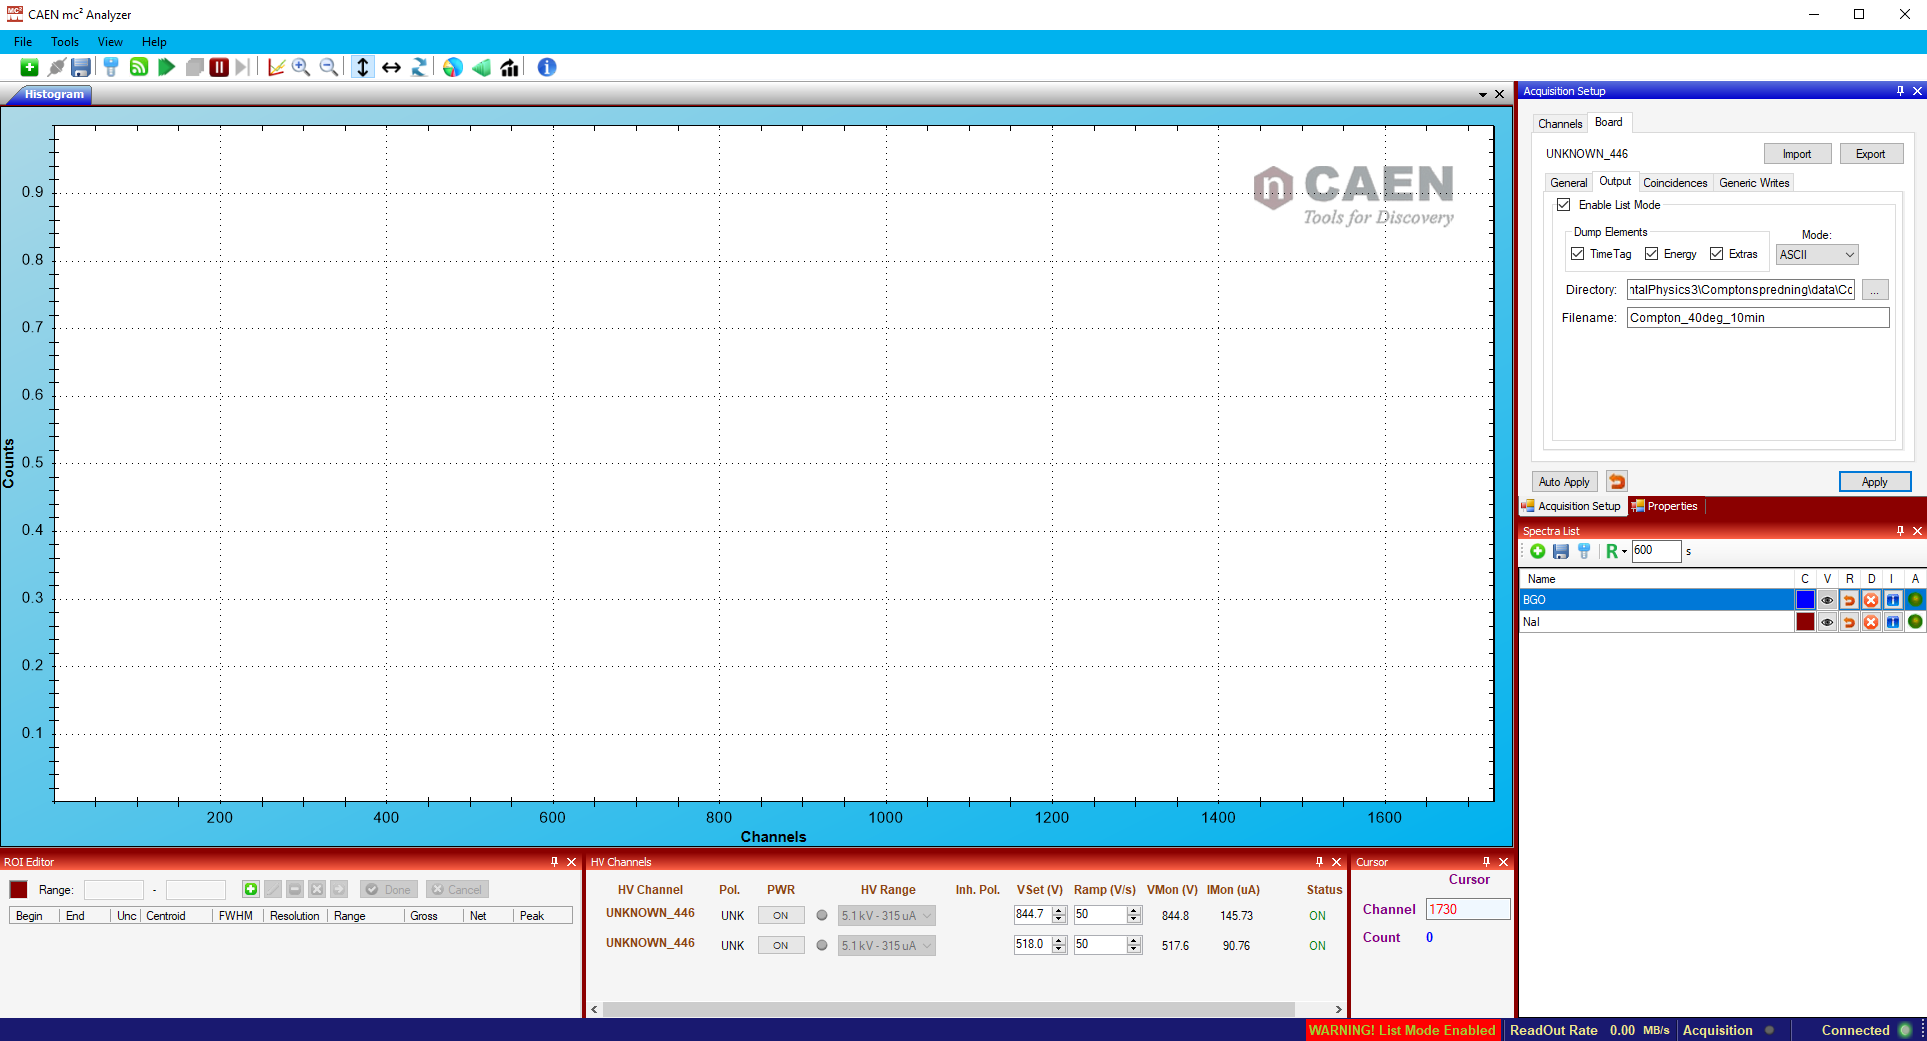 CAEN mc² Analyzer
File Tools View Help
Histogram
CAEN
Tools for Discovery
0.9
0.8
0.7
0.6
0.5
0.4
0.3
0.2
0.1
Counts
200 400 600 800 1000 1200 1400 1600
Channels
Acquisition Setup
Channels Board
UNKNOWN_446 Import Export
General Output Coincidences Generic Writes
Enable List Mode
Dump Elements
Mode:
TimeTag Energy Extras ASCII
Directory: ntalPhysics3\Comptonspredning\data\Cc ...
Filename: Compton_40deg_10min
Auto Apply Apply
Acquisition Setup Properties
Spectra List
R 600 s
Name C V R D I A
BGO
NaI
ROI Editor
Range: - Done Cancel
Begin End Unc Centroid FWHM Resolution Range Gross Net Peak
HV Channels
HV Channel Pol. PWR HV Range Inh. Pol. VSet (V) Ramp (V/s) VMon (V) IMon (uA) Status
UNKNOWN_446 UNK ON 5.1 kV - 315 uA 844.7 50 844.8 145.73 ON
UNKNOWN_446 UNK ON 5.1 kV - 315 uA 518.0 50 517.6 90.76 ON
Cursor
Cursor
Channel 1730
Count 0
WARNING! List Mode Enabled ReadOut Rate 0.00 MB/s Acquisition Connected